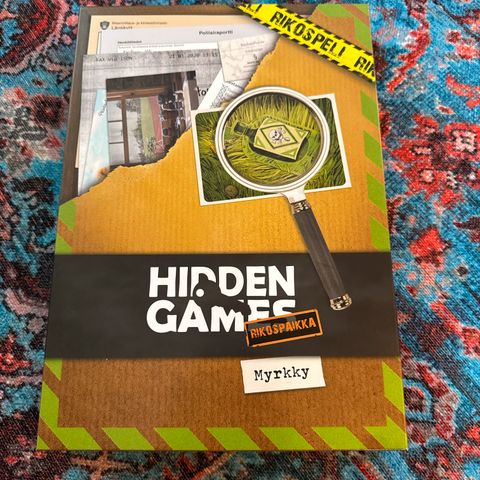 RIKOSPELI RIK
Poliisiraportti
HIDDEN
GAMES
RIKOSPAIKKA
Myrkky